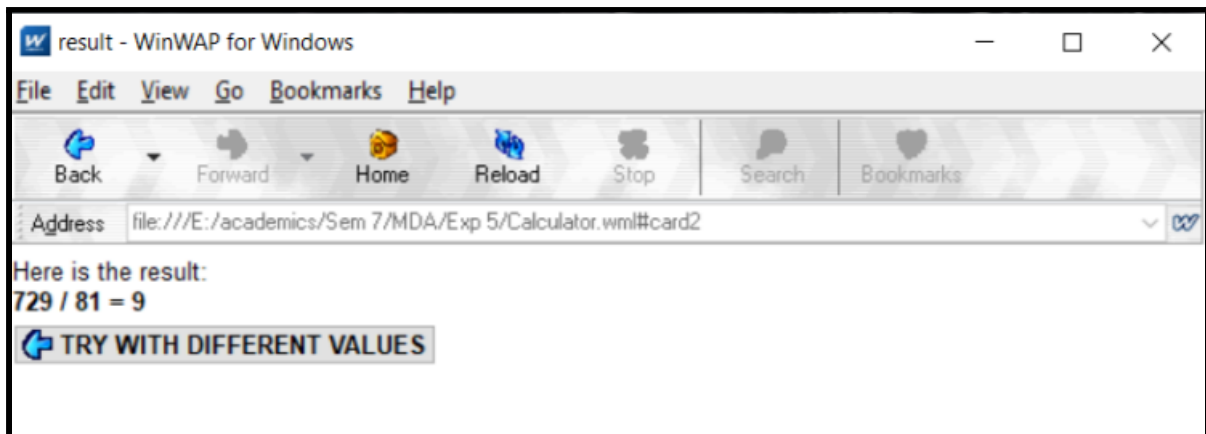 result - WinWAP for Windows
File Edit View Go Bookmarks Help
Back Forward Home Reload Stop Search Bookmarks
Address file:///E:/academics/Sem 7/MDA/Exp 5/Calculator.wml#card2
Here is the result:
729 / 81 = 9
TRY WITH DIFFERENT VALUES